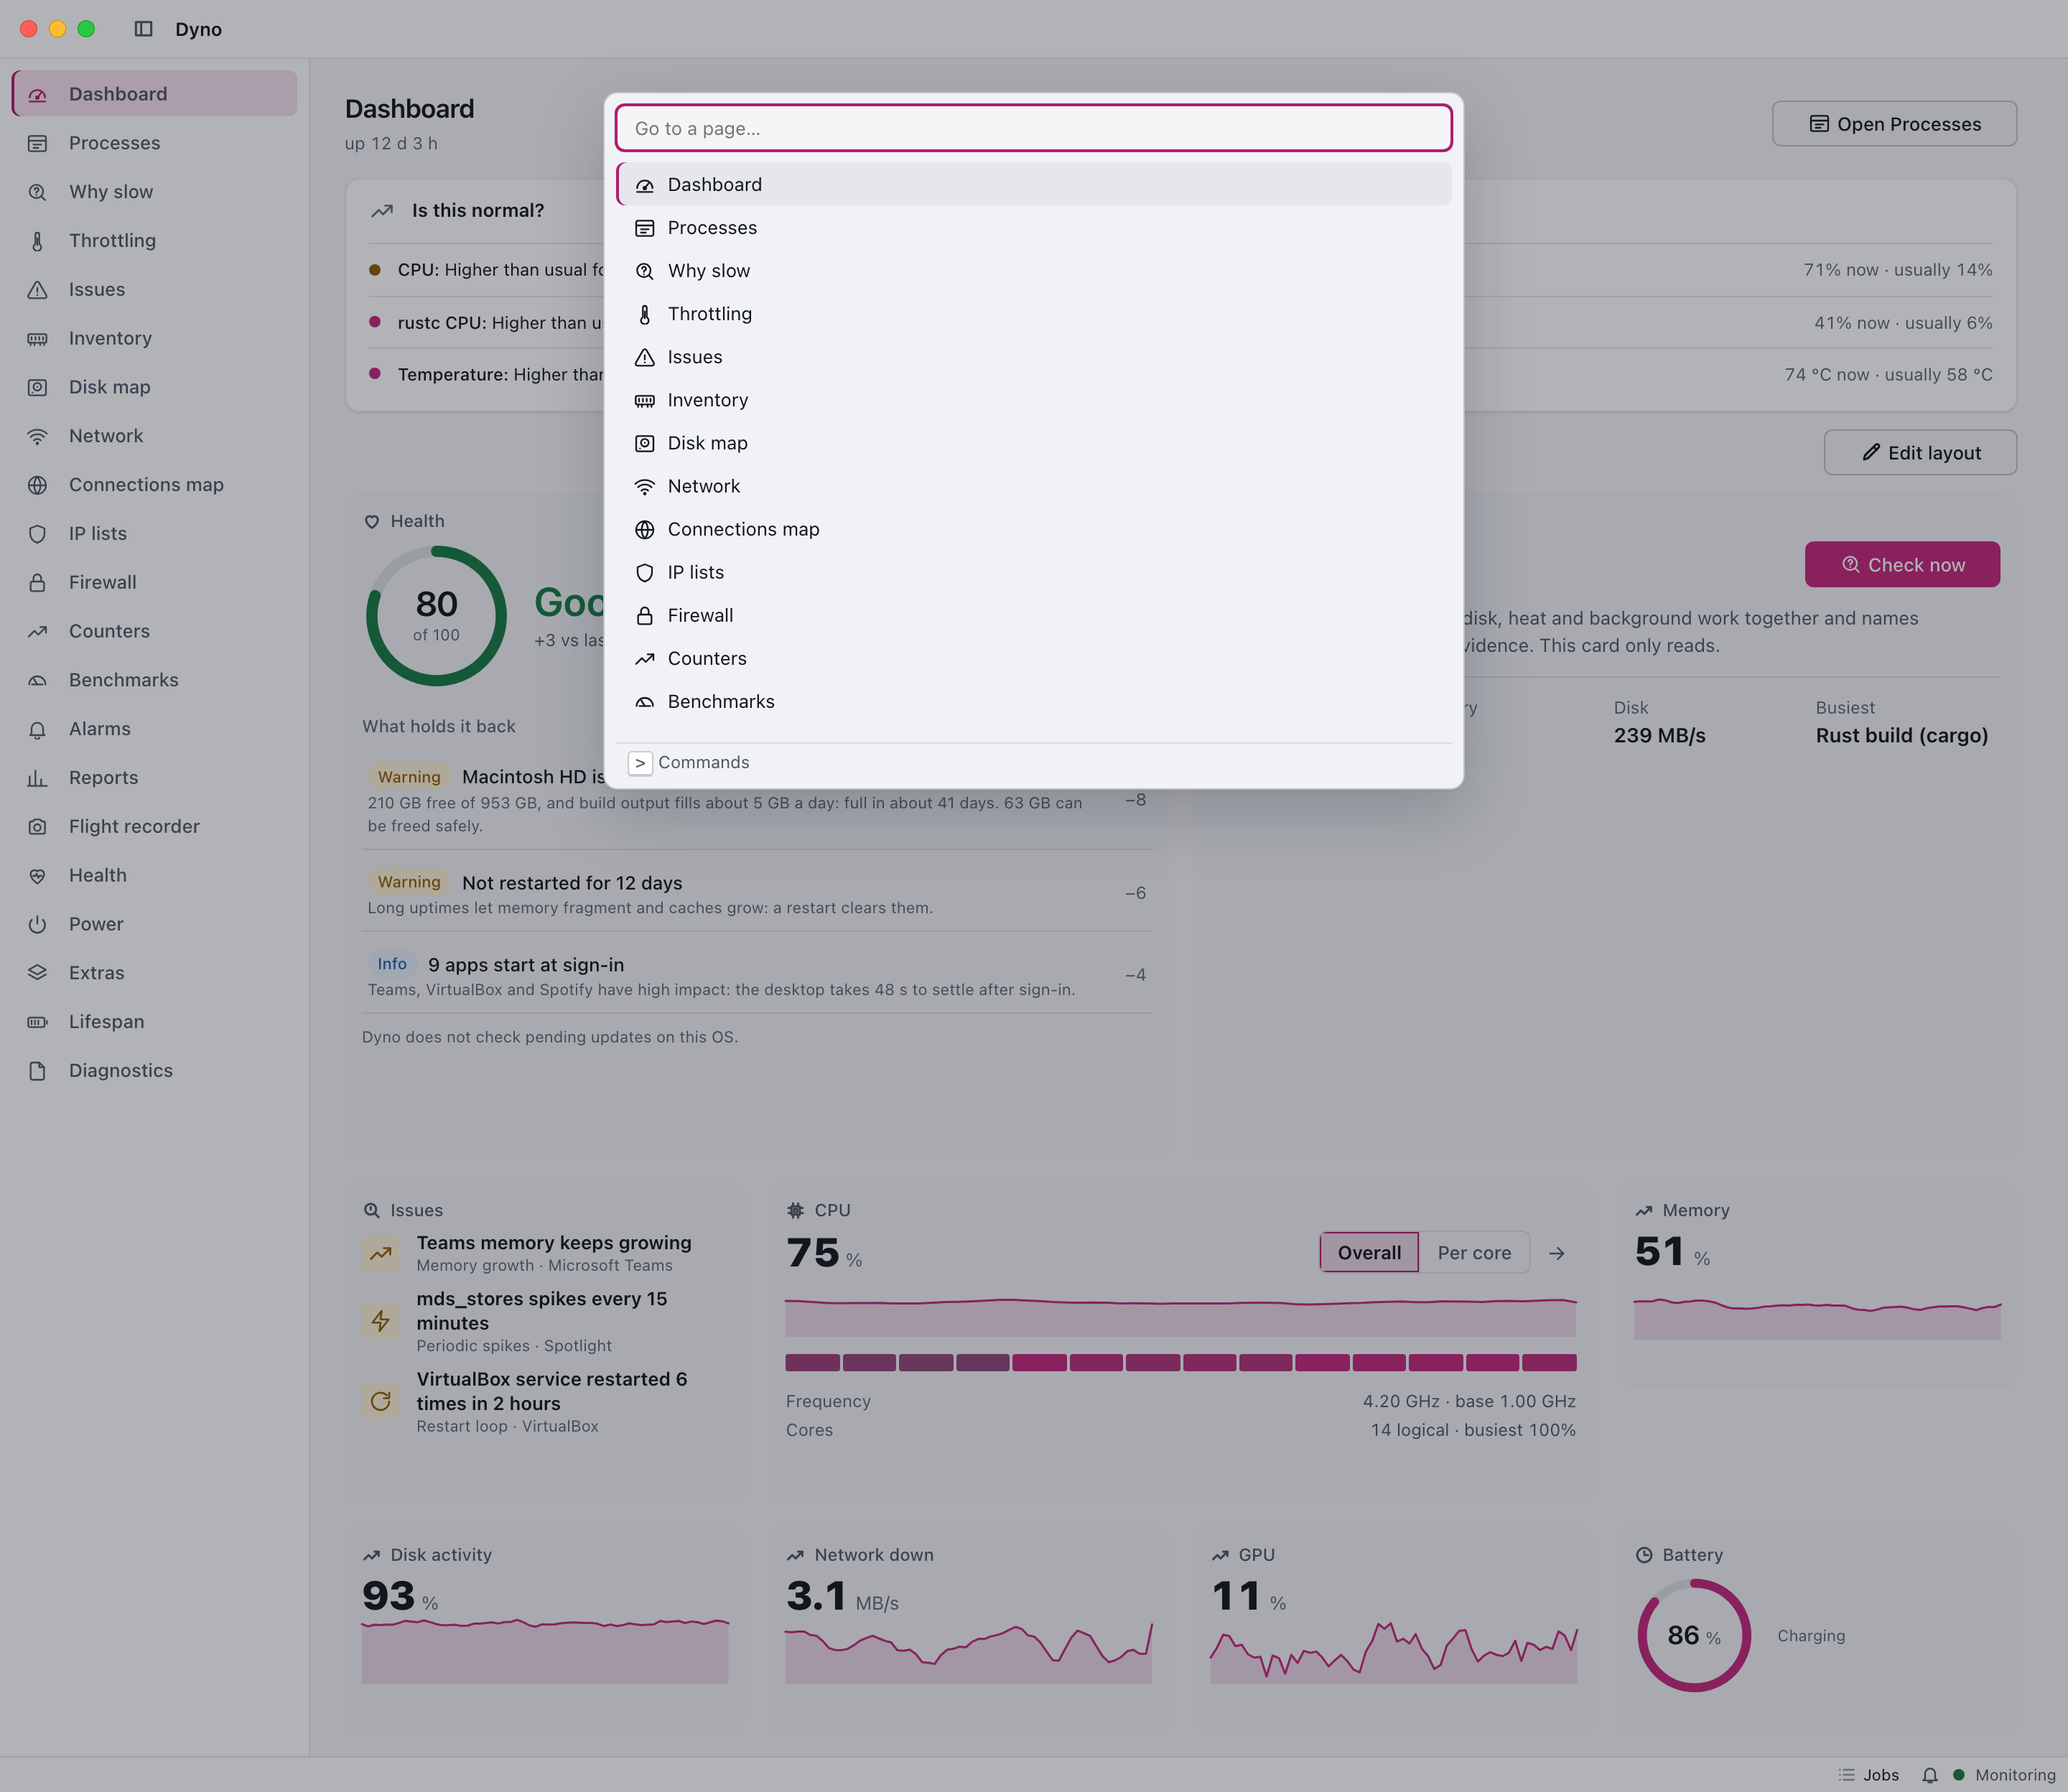 Dyno
Dashboard
Processes
Why slow
Throttling
Issues
Inventory
Disk map
Network
Connections map
IP lists
Firewall
Counters
Benchmarks
Alarms
Reports
Flight recorder
Health
Power
Extras
Lifespan
Diagnostics
Dashboard
up 12 d 3 h
Open Processes
Go to a page...
Dashboard
Processes
Why slow
Throttling
Issues
Inventory
Disk map
Network
Connections map
IP lists
Firewall
Counters
Benchmarks
> Commands
Is this normal?
CPU: Higher than usual
71% now · usually 14%
rustc CPU: Higher than
41% now · usually 6%
Temperature: Higher
74 °C now · usually 58 °C
Edit layout
Health
80
of 100
+3 vs
What holds it back
Warning Macintosh HD is
210 GB free of 953 GB, and build output fills about 5 GB a day: full in about 41 days. 63 GB can
be freed safely.
−8
Warning Not restarted for 12 days
Long uptimes let memory fragment and caches grow: a restart clears them.
−6
Info 9 apps start at sign-in
Teams, VirtualBox and Spotify have high impact: the desktop takes 48 s to settle after sign-in.
−4
Dyno does not check pending updates on this OS.
Check now
disk, heat and background work together and names
This card only reads.
Disk
239 MB/s
Busiest
Rust build (cargo)
Issues
Teams memory keeps growing
Memory growth · Microsoft Teams
mds_stores spikes every 15
minutes
Periodic spikes · Spotlight
VirtualBox service restarted 6
times in 2 hours
Restart loop · VirtualBox
CPU
75 %
Overall
Per core
Frequency
4.20 GHz · base 1.00 GHz
Cores
14 logical · busiest 100%
Memory
51 %
Disk activity
93 %
Network down
3.1 MB/s
GPU
11 %
Battery
86 %
Charging
Jobs
Monitoring